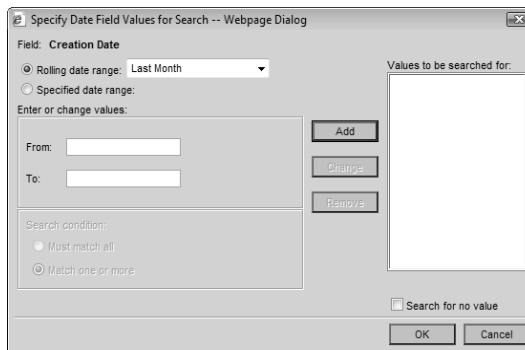 Specify Date Field Values for Search -- Webpage Dialog
Field: Creation Date
Rolling date range: Last Month
Values to be searched for:
Specified date range:
Enter or change values:
Add
From:
Change
To:
Remove
Search condition:
Must match all
Match one or more
Search for no value
OK Cancel